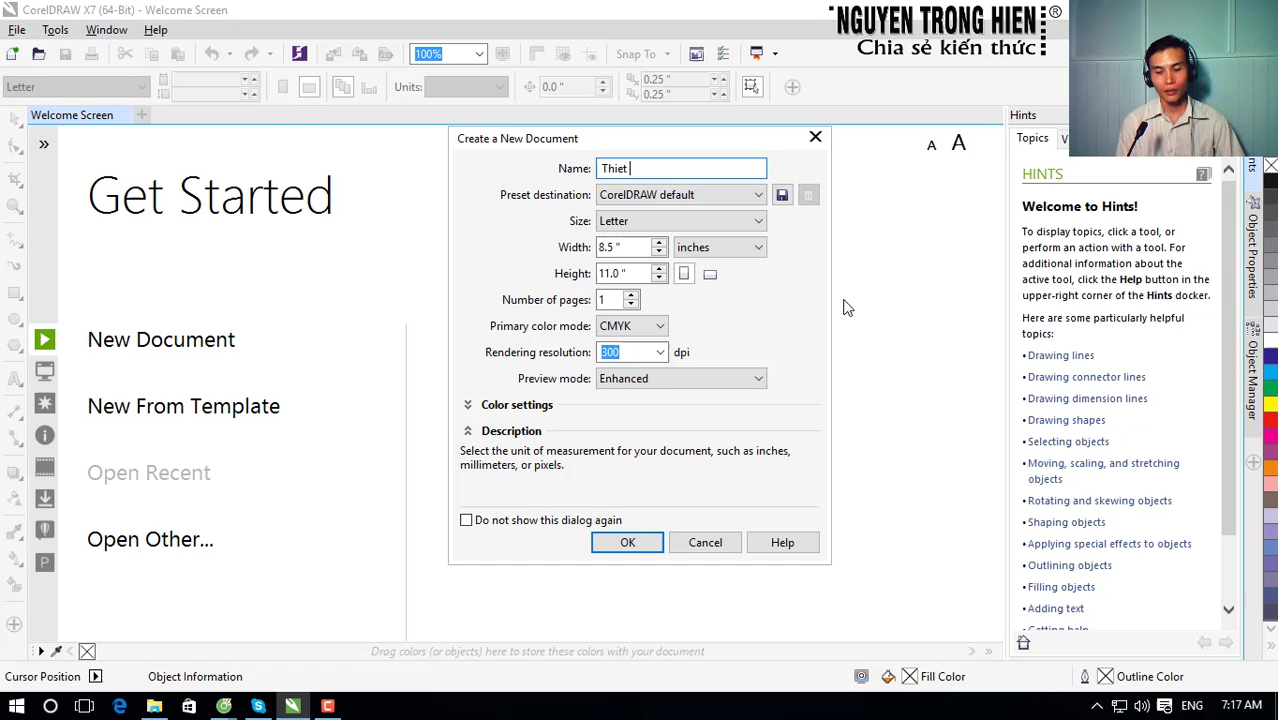 CorelDRAW X7 (64-Bit) - Welcome Screen
NGUYEN TRONG HIEN®
Chia sẻ kiến thức
File Tools Window Help
100% Snap To
Letter Units: 0.0 " 0.25 " 0.25 "
Welcome Screen
Get Started
New Document
New From Template
Open Recent
Open Other...
Create a New Document
Name: Thiet
Preset destination: CorelDRAW default
Size: Letter
Width: 8.5 " inches
Height: 11.0 "
Number of pages: 1
Primary color mode: CMYK
Rendering resolution: 300 dpi
Preview mode: Enhanced
Color settings
Description
Select the unit of measurement for your document, such as inches,
millimeters, or pixels.
Do not show this dialog again
OK Cancel Help
A A
Hints
Topics
HINTS
Welcome to Hints!
To display topics, click a tool, or
perform an action with a tool. For
additional information about the
active tool, click the Help button in the
upper-right corner of the Hints docker.
Here are some particularly helpful
topics:
• Drawing lines
• Drawing connector lines
• Drawing dimension lines
• Drawing shapes
• Selecting objects
• Moving, scaling, and stretching
objects
• Rotating and skewing objects
• Shaping objects
• Applying special effects to objects
• Outlining objects
• Filling objects
• Adding text
Object Properties
Object Manager
Drag colors (or objects) here to store these colors with your document
Cursor Position Object Information Fill Color Outline Color
ENG 7:17 AM